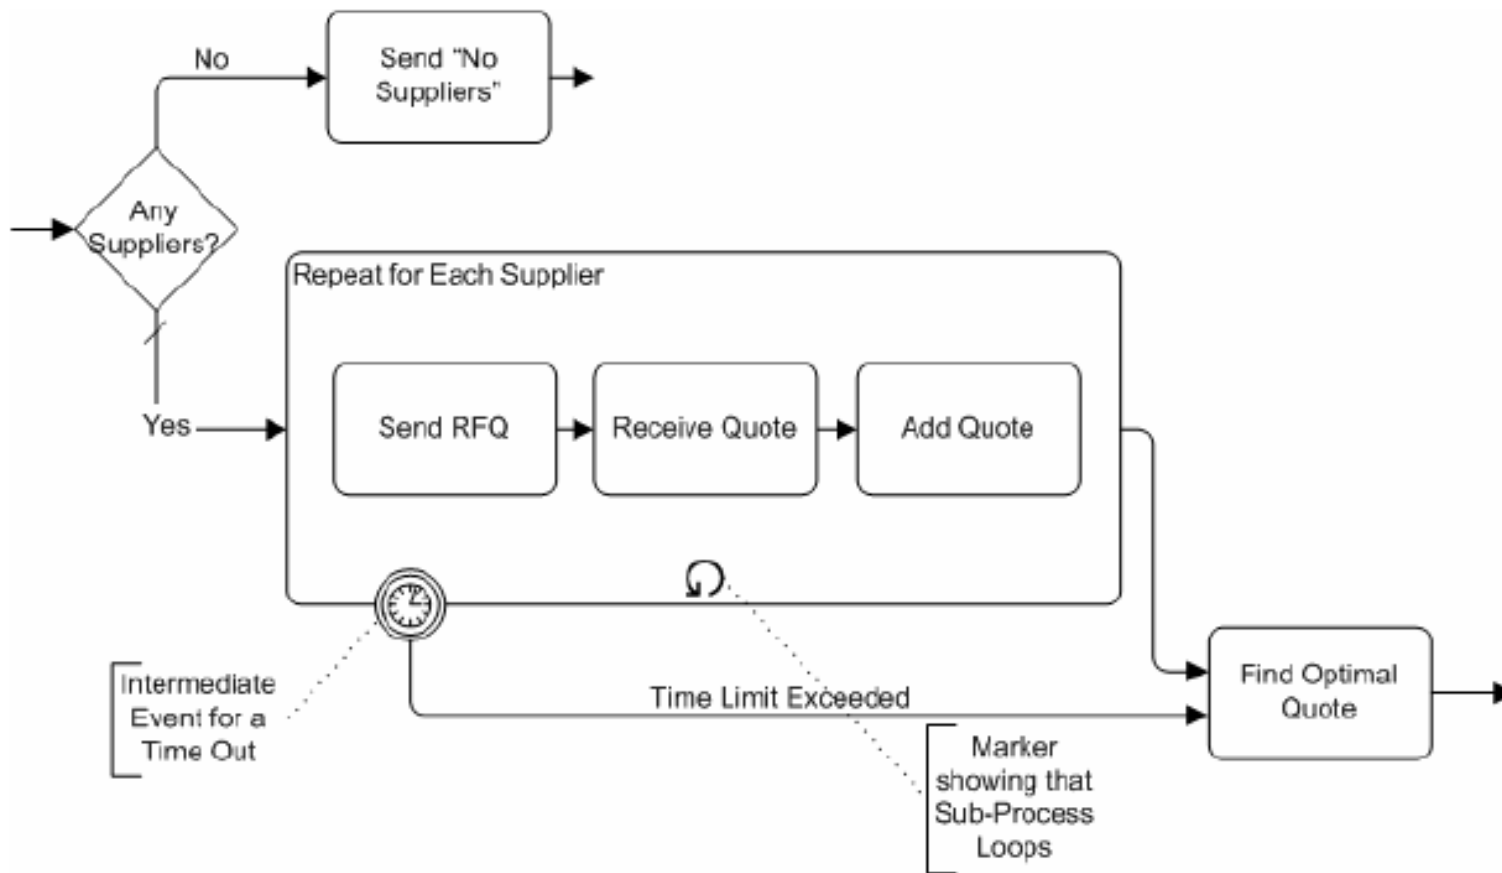 No
Send "No
Suppliers"
Any
Suppliers?
Repeat for Each Supplier
Yes
Send RFQ
Receive Quote
Add Quote
Intermediate
Event for a
Time Out
Time Limit Exceeded
Find Optimal
Quote
Marker
showing that
Sub-Process
Loops